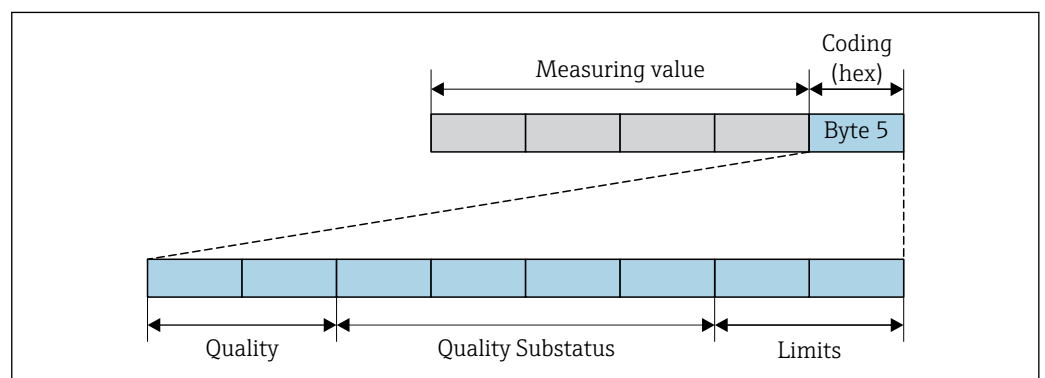 Coding
Measuring value
(hex)
Byte 5
Quality
Quality Substatus
Limits